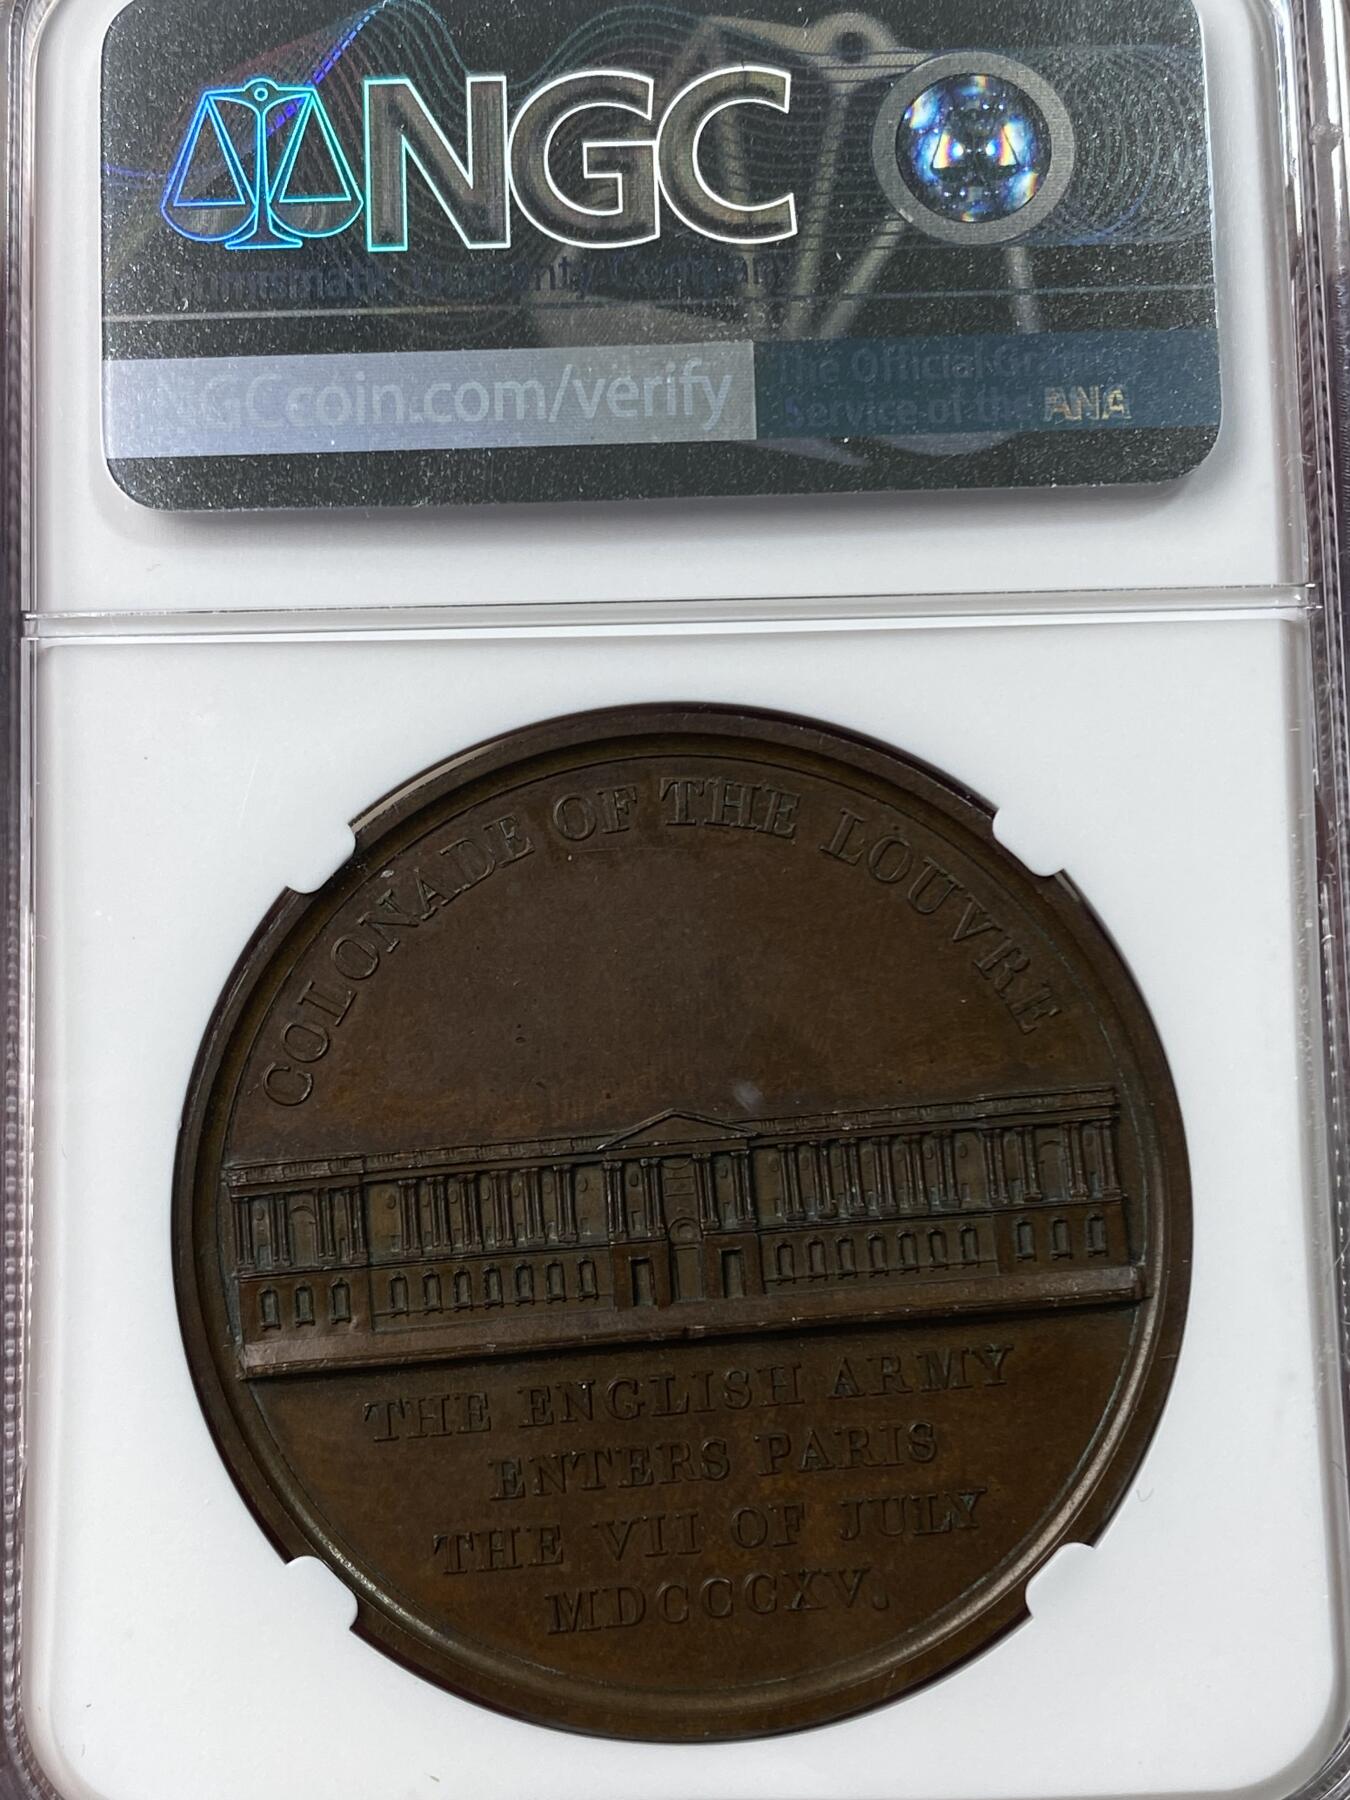 NGC
Numismatic Guaranty Company
NGCcoin.com/verify
The Official Grading
Service of the ANA
COLONADE OF THE LOUVRE
THE ENGLISH ARMY
ENTERS PARIS
THE VII OF JULY
MDCCCXV.